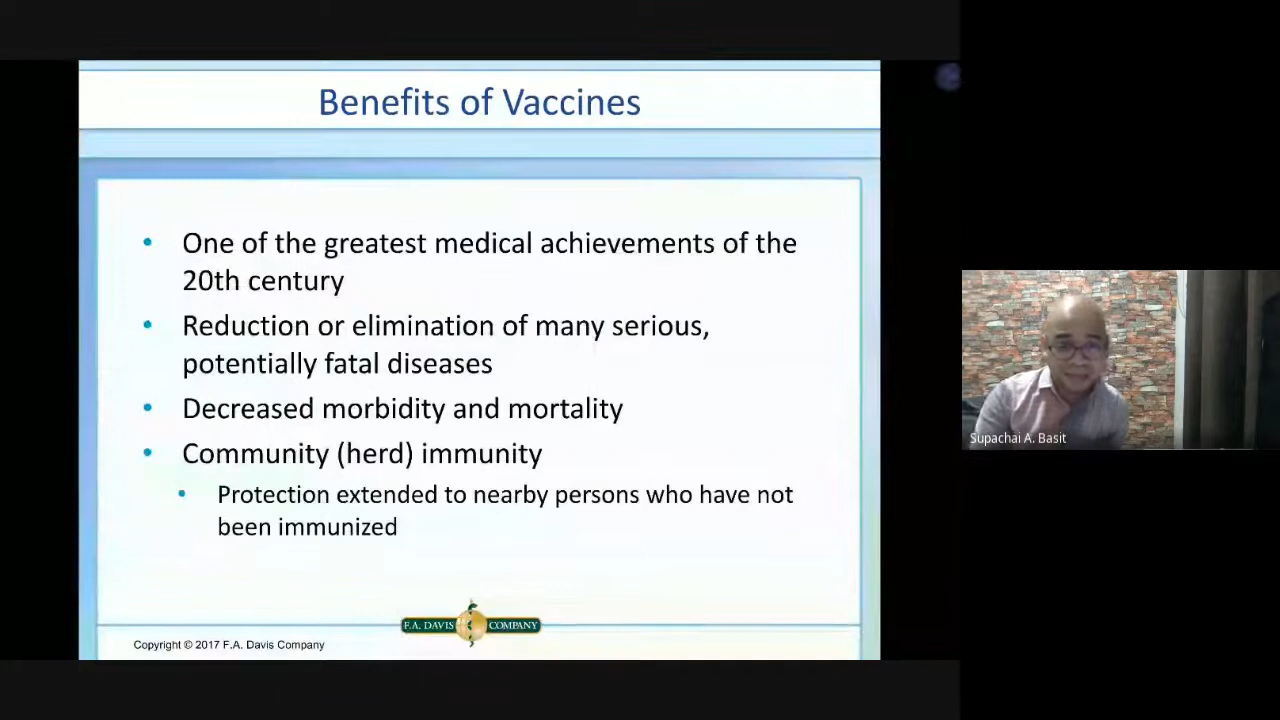 Benefits of Vaccines
• One of the greatest medical achievements of the
20th century
• Reduction or elimination of many serious,
potentially fatal diseases
• Decreased morbidity and mortality
• Community (herd) immunity
• Protection extended to nearby persons who have not
been immunized
F.A. DAVIS COMPANY
Copyright © 2017 F.A. Davis Company
Supachai A. Basit